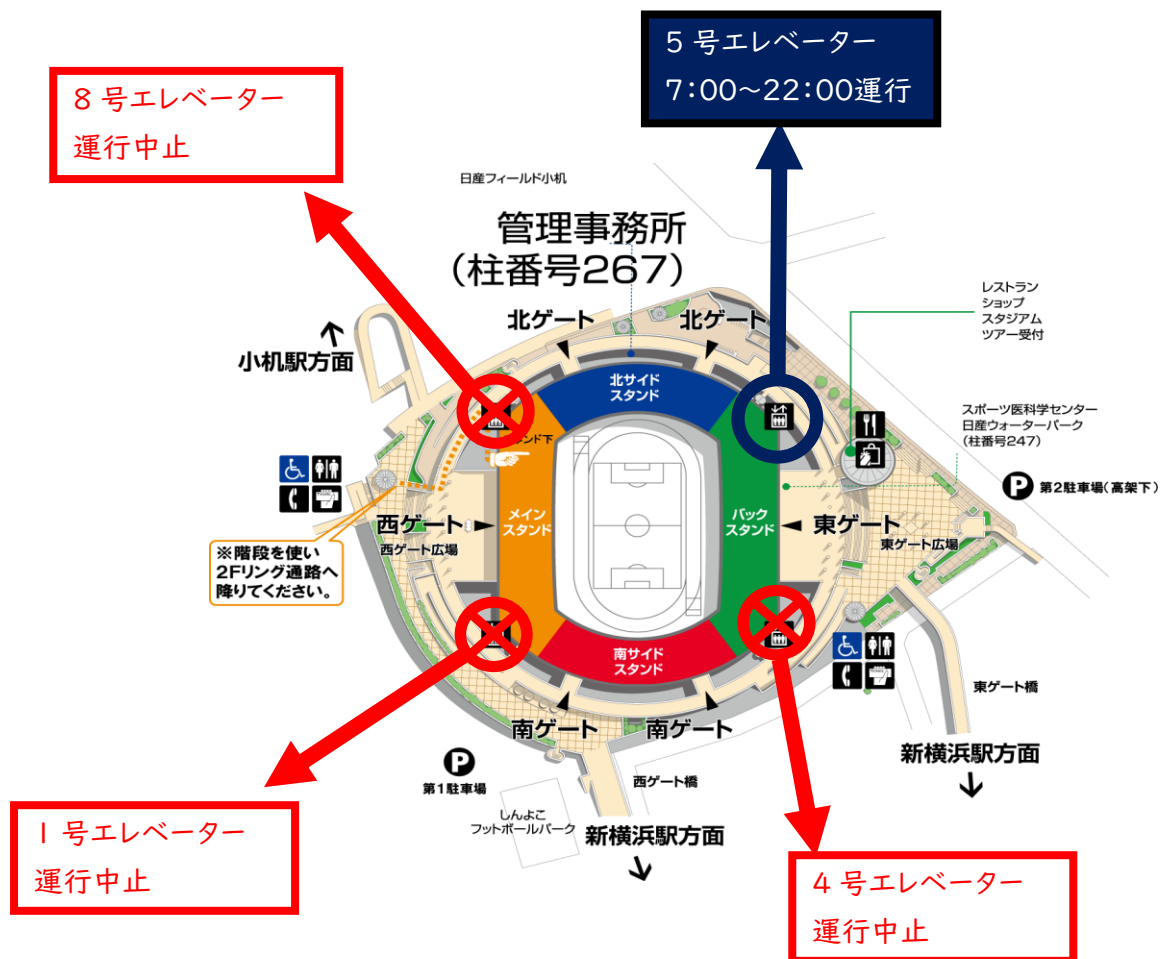 5号エレベーター
7:00~22:00運行
8号エレベーター
運行中止
日産フィールド小机
管理事務所
(柱番号267)
レストラン
ショップ
スタジアム
ツアー受付
北ゲート
北ゲート
小机駅方面
北サイド
スタンド
スポーツ医科学センター
日産ウォーターパーク
(柱番号247)
ンド下
P 第2駐車場(高架下)
メイン
スタンド
バック
スタンド
西ゲート
西ゲート広場
東ゲート
東ゲート広場
※階段を使い
2Fリング通路へ
降りてください。
南サイド
スタンド
東ゲート橋
南ゲート
南ゲート
新横浜駅方面
P
第1駐車場
西ゲート橋
しんよこ
フットボールパーク
新横浜駅方面
1号エレベーター
運行中止
4号エレベーター
運行中止